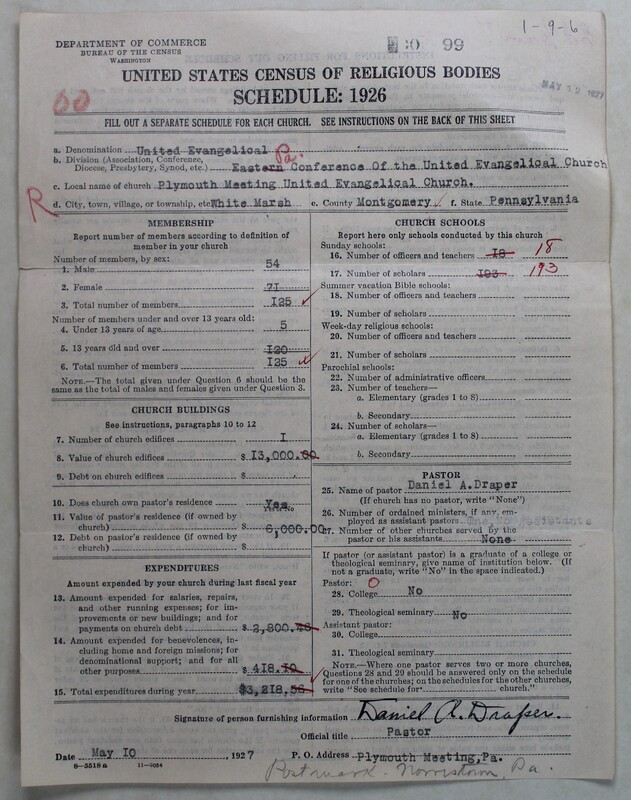 1-9-6
DEPARTMENT OF COMMERCE
BUREAU OF THE CENSUS
WASHINGTON
30 99
UNITED STATES CENSUS OF RELIGIOUS BODIES
SCHEDULE: 1926
MAY 12 1927
60
FILL OUT A SEPARATE SCHEDULE FOR EACH CHURCH. SEE INSTRUCTIONS ON THE BACK OF THIS SHEET
a. Denomination United Evangelical
b. Division (Association, Conference, Diocese, Presbytery, Synod, etc.) Eastern Pa. Conference Of the United Evangelical Church
c. Local name of church Plymouth Meeting United Evangelical Church.
R d. City, town, village, or township, etc. White Marsh e. County Montgomery f. State Pennsylvania
MEMBERSHIP
Report number of members according to definition of
member in your church
Number of members, by sex:
1. Male 54
2. Female 71
3. Total number of members I25
Number of members under and over 13 years old:
4. Under 13 years of age 5
5. 13 years old and over I20
6. Total number of members I25
NOTE.—The total given under Question 6 should be the
same as the total of males and females given under Question 3.
CHURCH BUILDINGS
See instructions, paragraphs 10 to 12
7. Number of church edifices I
8. Value of church edifices $ I3,000.00
9. Debt on church edifices $
10. Does church own pastor's residence Yes
Yes or No
11. Value of pastor's residence (if owned by
church) $ 6,000.00
12. Debt on pastor's residence (if owned by
church) $
EXPENDITURES
Amount expended by your church during last fiscal year
13. Amount expended for salaries, repairs,
and other running expenses; for im-
provements or new buildings; and for
payments on church debt $ 2,800.46
14. Amount expended for benevolences, in-
cluding home and foreign missions; for
denominational support; and for all
other purposes $ 418.10
15. Total expenditures during year $3,218.56
CHURCH SCHOOLS
Report here only schools conducted by this church
Sunday schools:
16. Number of officers and teachers I8 18
17. Number of scholars I93 193
Summer vacation Bible schools:
18. Number of officers and teachers
19. Number of scholars
Week-day religious schools:
20. Number of officers and teachers
21. Number of scholars
Parochial schools:
22. Number of administrative officers
23. Number of teachers—
a. Elementary (grades 1 to 8)
b. Secondary
24. Number of scholars—
a. Elementary (grades 1 to 8)
b. Secondary
PASTOR
25. Name of pastor Daniel A.Draper
(If church has no pastor, write "None")
26. Number of ordained ministers, if any, em-
ployed as assistant pastors assistants
27. Number of other churches served by the
pastor or his assistants None
If pastor (or assistant pastor) is a graduate of a college or
theological seminary, give name of institution below. (If
not a graduate, write "No" in the space indicated.)
Pastor: O
28. College No
29. Theological seminary No
Assistant pastor:
30. College
31. Theological seminary
NOTE.—Where one pastor serves two or more churches,
Questions 28 and 29 should be answered only on the schedule
for one of the churches; on the schedules for the other churches,
write "See schedule for church."
Signature of person furnishing information Daniel A. Draper.
Official title Pastor
Date May I0, 1927 P. O. Address Plymouth Meeting,Pa.
8-5518a 11-9054
Postmark - Norristown, Pa.